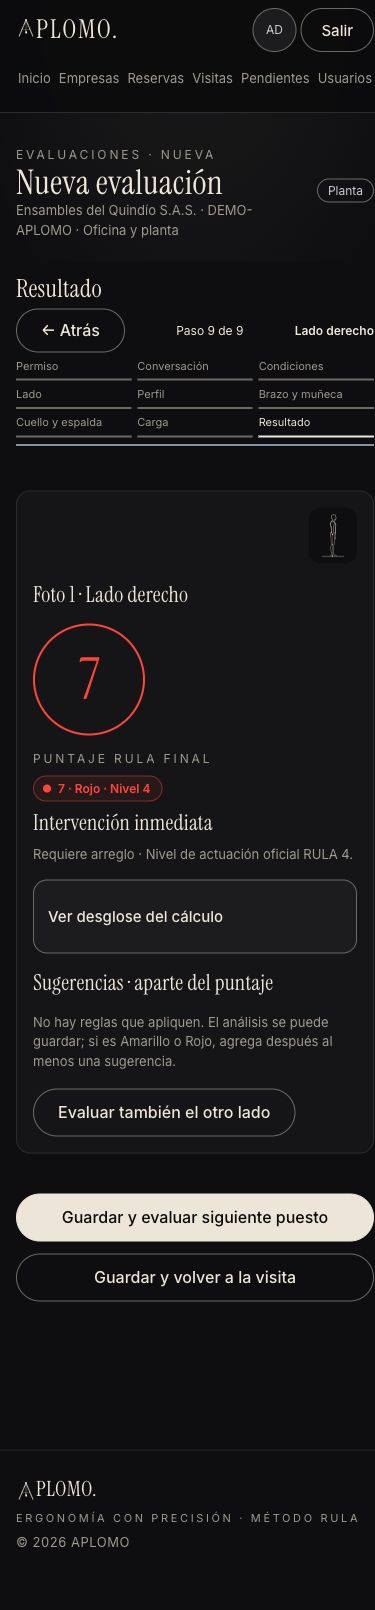 APLOMO.
AD
Salir
Inicio Empresas Reservas Visitas Pendientes Usuarios
EVALUACIONES · NUEVA
Nueva evaluación
Planta
Ensambles del Quindío S.A.S. · DEMO-
APLOMO · Oficina y planta
Resultado
← Atrás
Paso 9 de 9
Lado derecho
Permiso Conversación Condiciones
Lado Perfil Brazo y muñeca
Cuello y espalda Carga Resultado
Foto 1 · Lado derecho
7
PUNTAJE RULA FINAL
7 · Rojo · Nivel 4
Intervención inmediata
Requiere arreglo · Nivel de actuación oficial RULA 4.
Ver desglose del cálculo
Sugerencias · aparte del puntaje
No hay reglas que apliquen. El análisis se puede
guardar; si es Amarillo o Rojo, agrega después al
menos una sugerencia.
Evaluar también el otro lado
Guardar y evaluar siguiente puesto
Guardar y volver a la visita
APLOMO.
ERGONOMÍA CON PRECISIÓN · MÉTODO RULA
© 2026 APLOMO